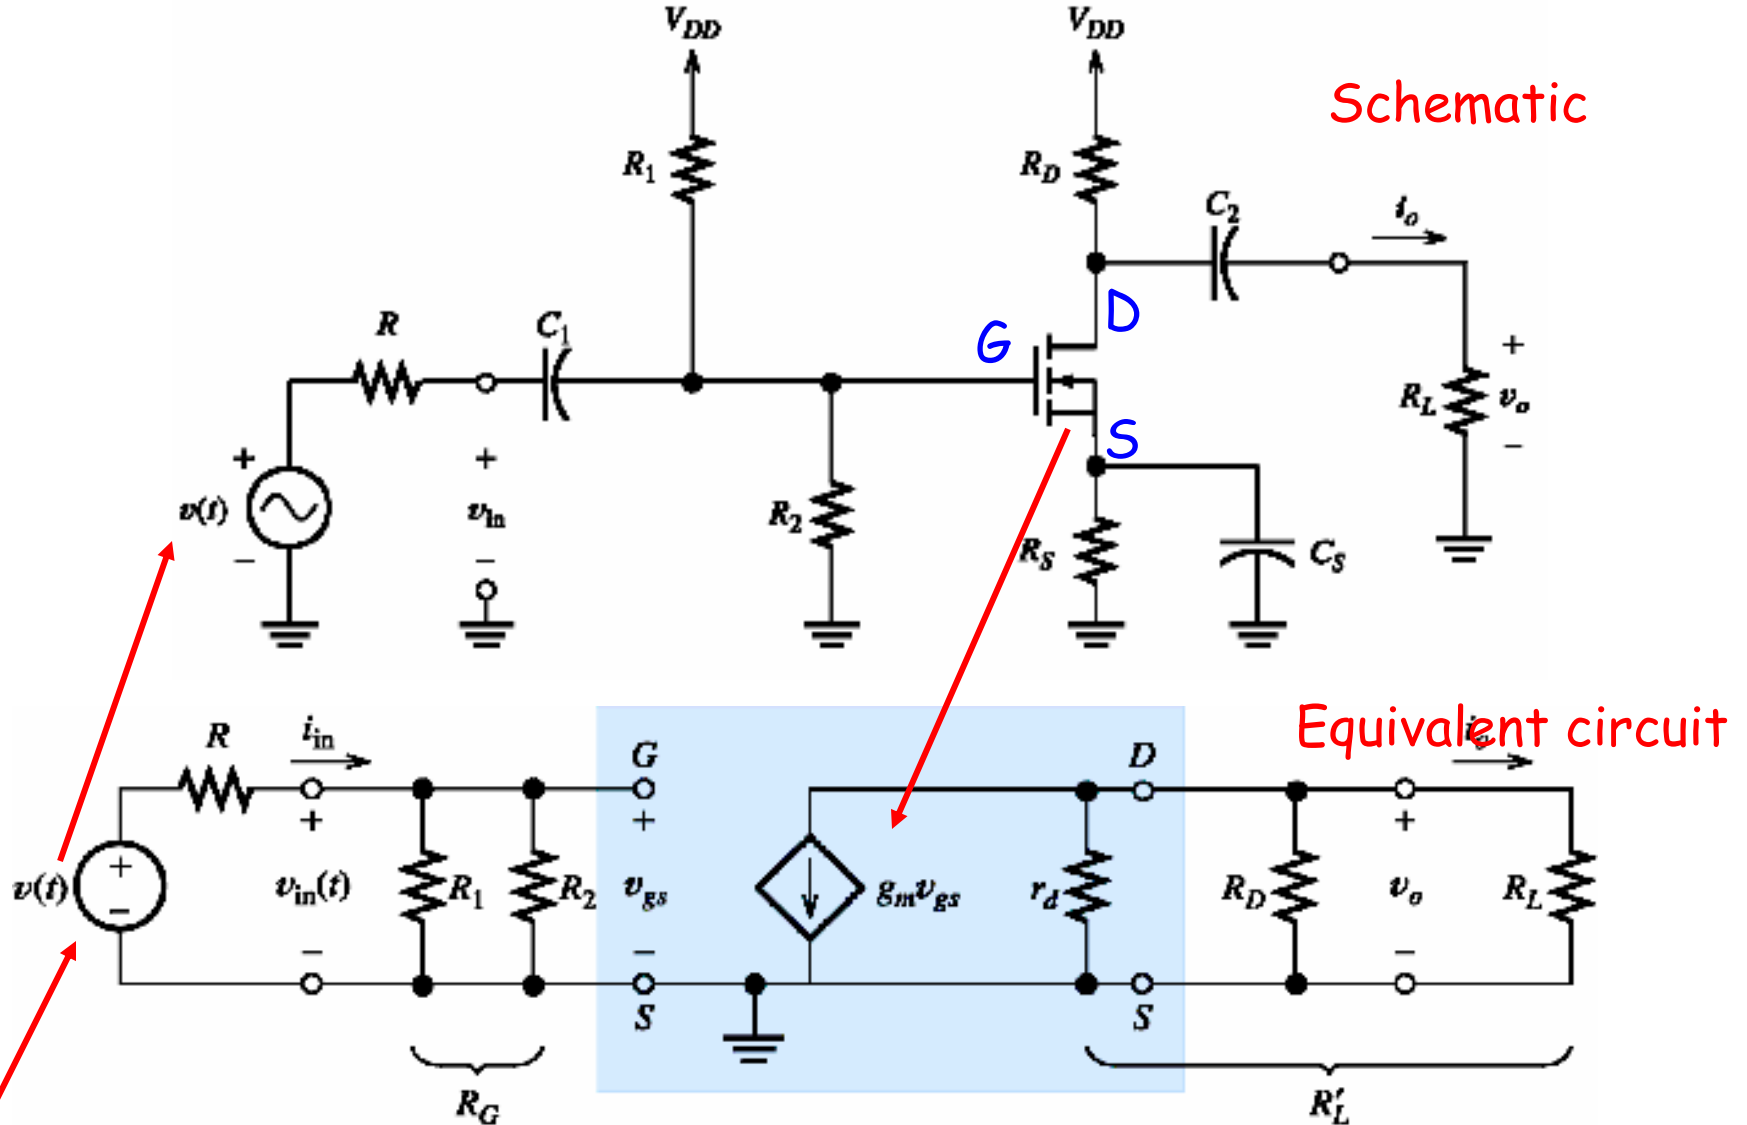 V_DD V_DD
Schematic
R_1 R_D
C_2 i_o
R C_1 G D
+
R_L v_o
−
S
+ +
v(t) v_in R_2 R_S C_S
− −
Equivalent circuit
R i_in G D i_o
+ + +
v(t) + − v_in(t) R_1 R_2 v_gs g_m v_gs r_d R_D v_o R_L
− − −
S S
R_G R′_L